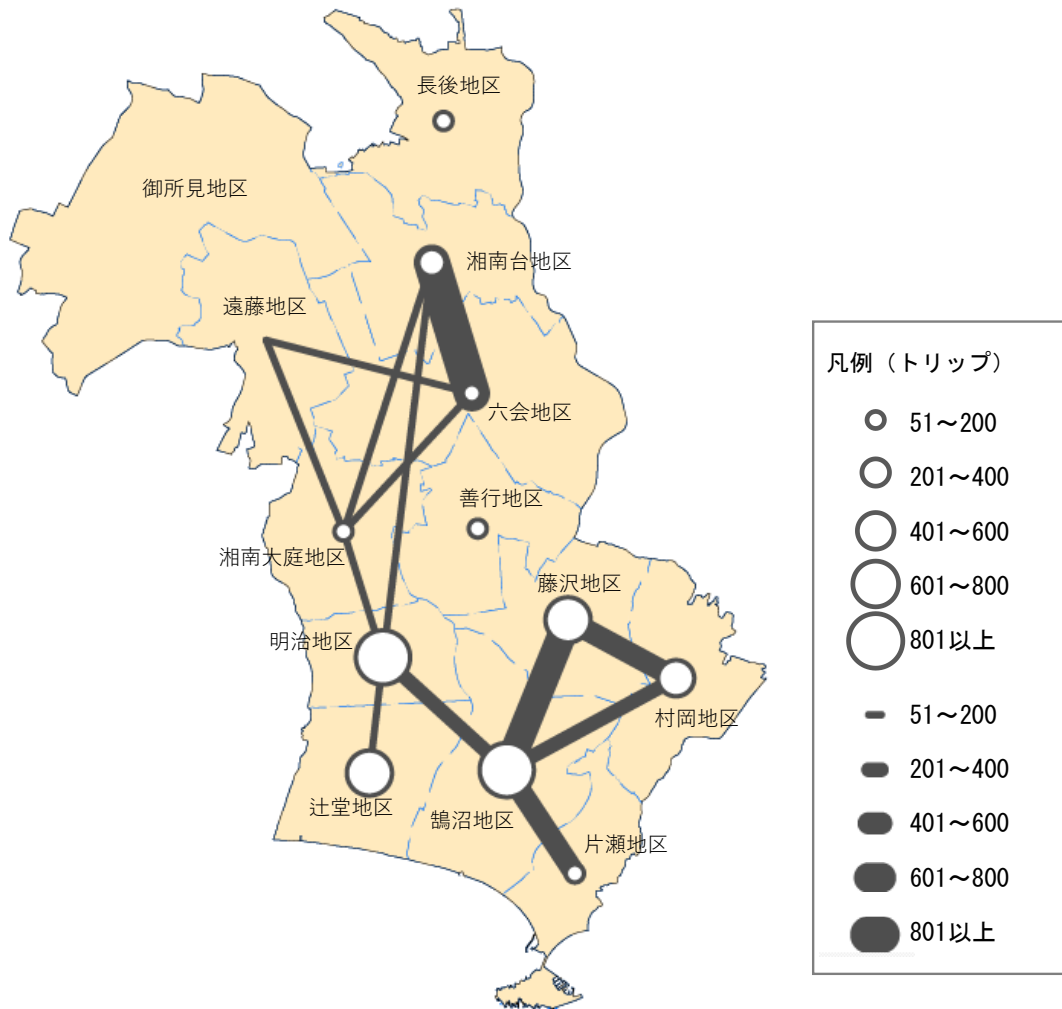 長後地区
御所見地区
湘南台地区
遠藤地区
六会地区
善行地区
湘南大庭地区
藤沢地区
明治地区
村岡地区
辻堂地区
鵠沼地区
片瀬地区
凡例（トリップ）
51～200
201～400
401～600
601～800
801以上
51～200
201～400
401～600
601～800
801以上